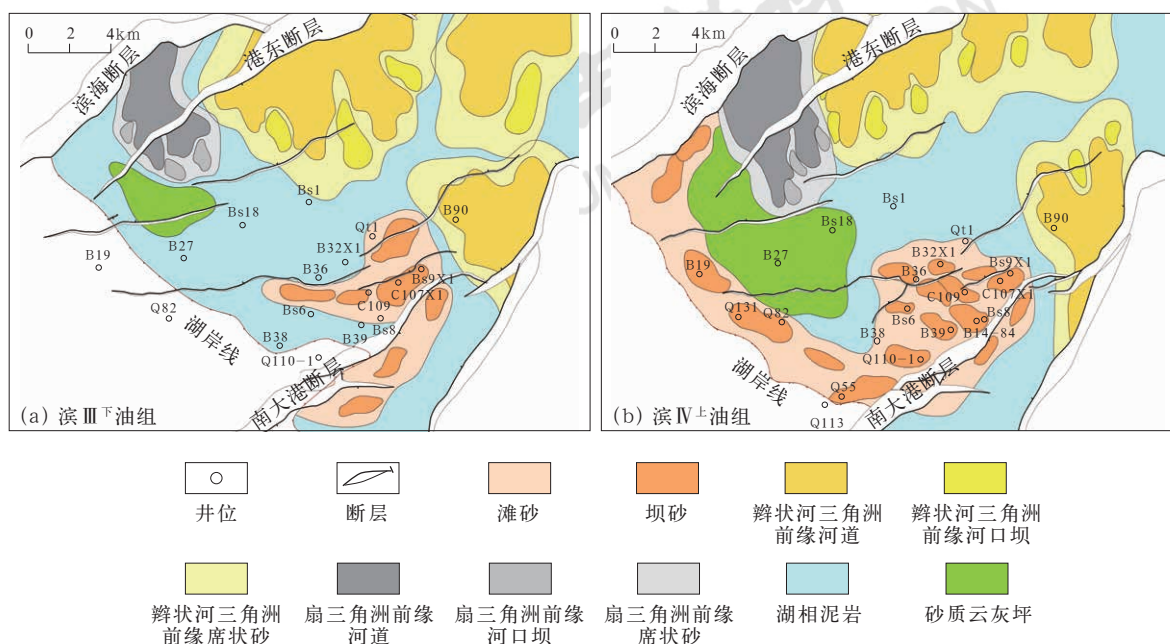 0 2 4km
滨海断层
港东断层
Bs1
Bs18
B90
Qt1
B27
B32X1
B19
B36
Bs9X1
C107X1
C109
Q82
Bs6
Bs8
B39
B38
Q110-1
湖岸线
南大港断层
(a) 滨Ⅲ下油组
0 2 4km
滨海断层
港东断层
Bs1
Bs18
B90
Qt1
B27
B32X1
B19
B36
Bs9X1
C109
C107X1
Q131
Q82
Bs6
Bs8
B39
B14-84
B38
Q110-1
湖岸线
Q55
南大港断层
Q113
(b) 滨Ⅳ上油组
井位
断层
滩砂
坝砂
辫状河三角洲
前缘河道
辫状河三角洲
前缘河口坝
辫状河三角洲
前缘席状砂
扇三角洲前缘
河道
扇三角洲前缘
河口坝
扇三角洲前缘
席状砂
湖相泥岩
砂质云灰坪